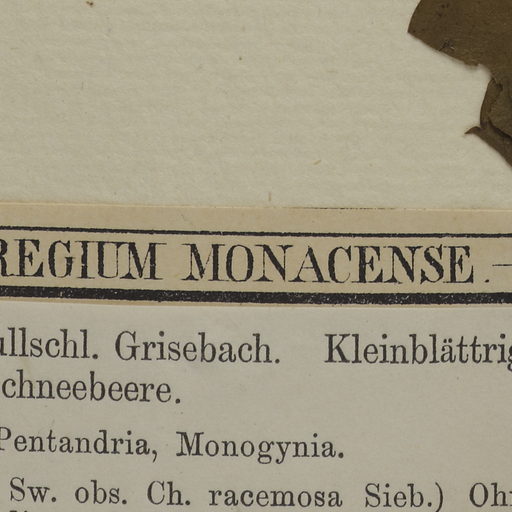 REGIUM MONACENSE. —
ullschl. Grisebach. Kleinblättrig
chneebeere.
Pentandria, Monogynia.
Sw. obs. Ch. racemosa Sieb.) Oh